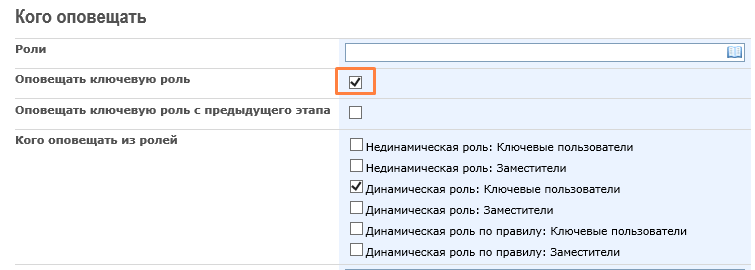 Кого оповещать
Роли
Оповещать ключевую роль
Оповещать ключевую роль с предыдущего этапа
Кого оповещать из ролей
Нединамическая роль: Ключевые пользователи
Нединамическая роль: Заместители
Динамическая роль: Ключевые пользователи
Динамическая роль: Заместители
Динамическая роль по правилу: Ключевые пользователи
Динамическая роль по правилу: Заместители